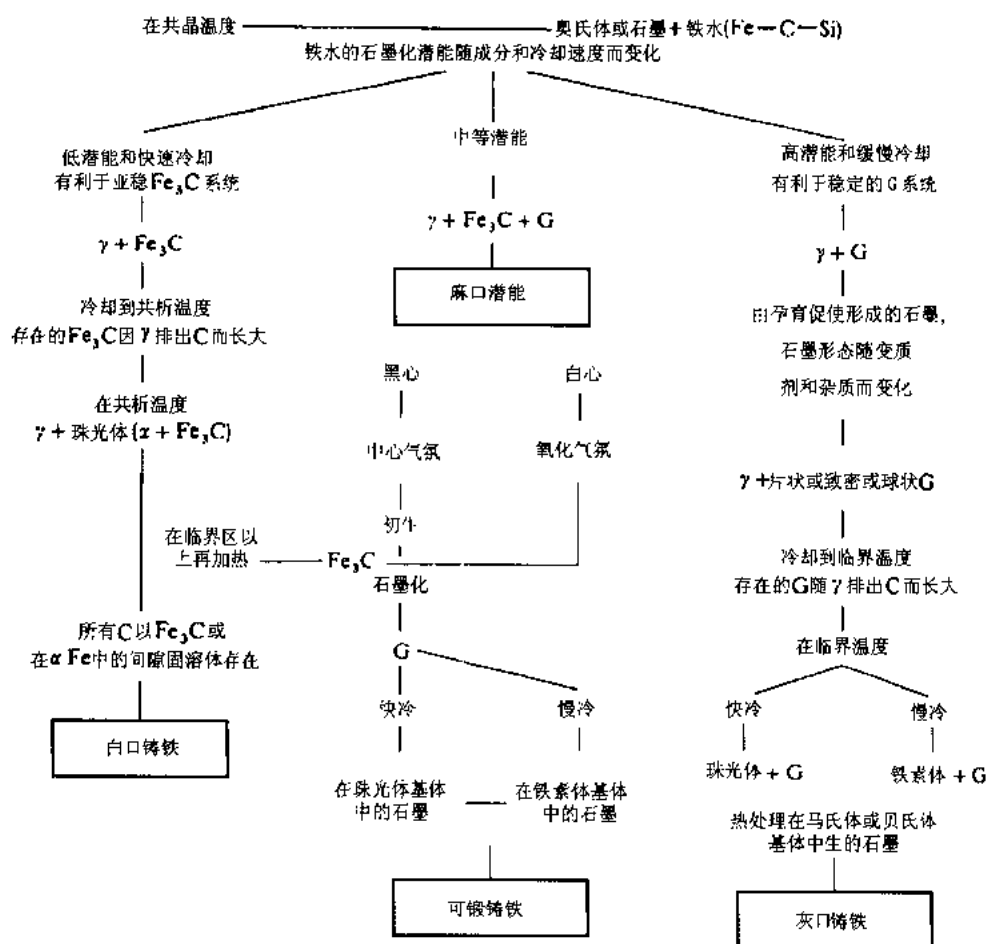 在共晶温度
奥氏体或石墨+铁水(Fe-C-Si)
铁水的石墨化潜能随成分和冷却速度而变化
低潜能和快速冷却
有利于亚稳Fe₃C系统
γ + Fe₃C
冷却到共析温度
存在的Fe₃C因γ排出C而长大
在共析温度
γ + 珠光体(α + Fe₃C)
所有C以Fe₃C或
在α Fe中的间隙固溶体存在
白口铸铁
中等潜能
γ + Fe₃C + G
麻口潜能
黑心
白心
中心气氛
氧化气氛
在临界区以
上再加热
初生
Fe₃C
石墨化
G
快冷
慢冷
在珠光体基体
中的石墨
在铁素体基体
中的石墨
可锻铸铁
高潜能和缓慢冷却
有利于稳定的G系统
γ + G
由孕育促使形成的石墨,
石墨形态随变质
剂和杂质而变化
γ+片状或致密或球状G
冷却到临界温度
存在的G随γ排出C而长大
在临界温度
快冷
慢冷
珠光体 + G
铁素体 + G
热处理在马氏体或贝氏体
基体中生的石墨
灰口铸铁